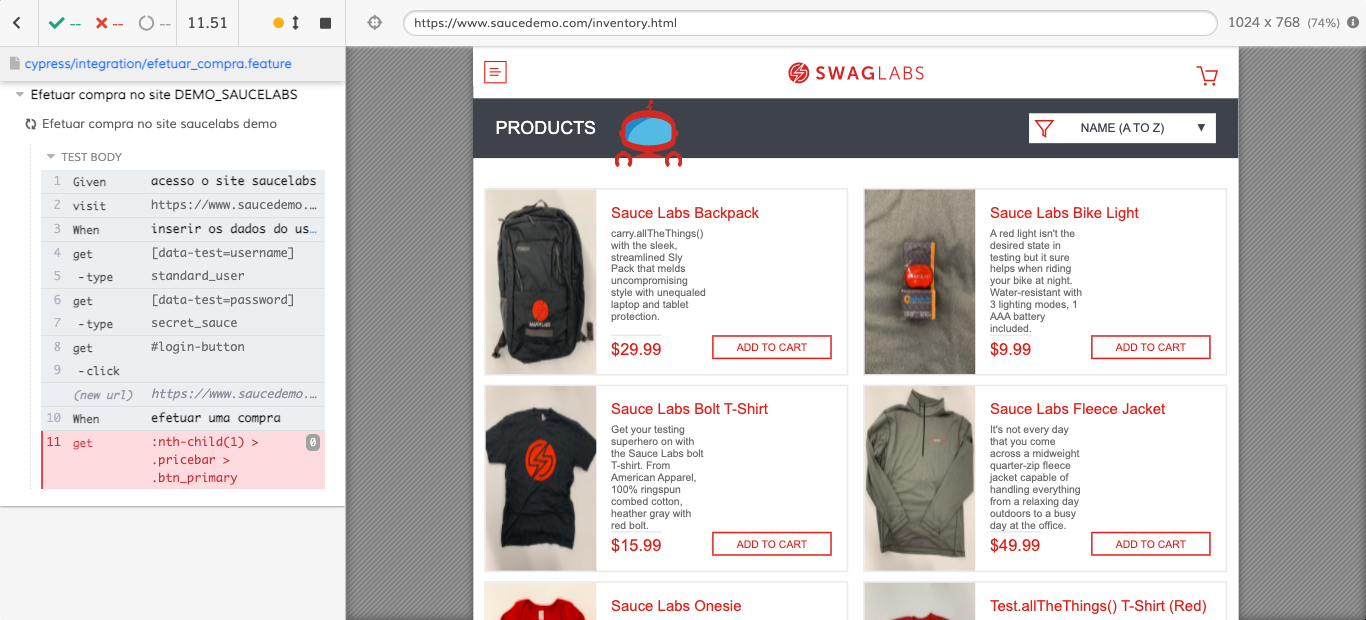 -- -- -- 11.51
https://www.saucedemo.com/inventory.html
1024 x 768 (74%)
cypress/integration/efetuar_compra.feature
Efetuar compra no site DEMO_SAUCELABS
Efetuar compra no site saucelabs demo
TEST BODY
1 Given acesso o site saucelabs
2 visit https://www.saucedemo.…
3 When inserir os dados do us…
4 get [data-test=username]
5 -type standard_user
6 get [data-test=password]
7 -type secret_sauce
8 get #login-button
9 -click
(new url) https://www.saucedemo.…
10 When efetuar uma compra
11 get :nth-child(1) > 0
.pricebar >
.btn_primary
SWAGLABS
PRODUCTS
NAME (A TO Z)
Sauce Labs Backpack
carry.allTheThings()
with the sleek,
streamlined Sly
Pack that melds
uncompromising
style with unequaled
laptop and tablet
protection.
$29.99 ADD TO CART
Sauce Labs Bike Light
A red light isn't the
desired state in
testing but it sure
helps when riding
your bike at night.
Water-resistant with
3 lighting modes, 1
AAA battery
included.
$9.99 ADD TO CART
Sauce Labs Bolt T-Shirt
Get your testing
superhero on with
the Sauce Labs bolt
T-shirt. From
American Apparel,
100% ringspun
combed cotton,
heather gray with
red bolt.
$15.99 ADD TO CART
Sauce Labs Fleece Jacket
It's not every day
that you come
across a midweight
quarter-zip fleece
jacket capable of
handling everything
from a relaxing day
outdoors to a busy
day at the office.
$49.99 ADD TO CART
Sauce Labs Onesie
Test.allTheThings() T-Shirt (Red)